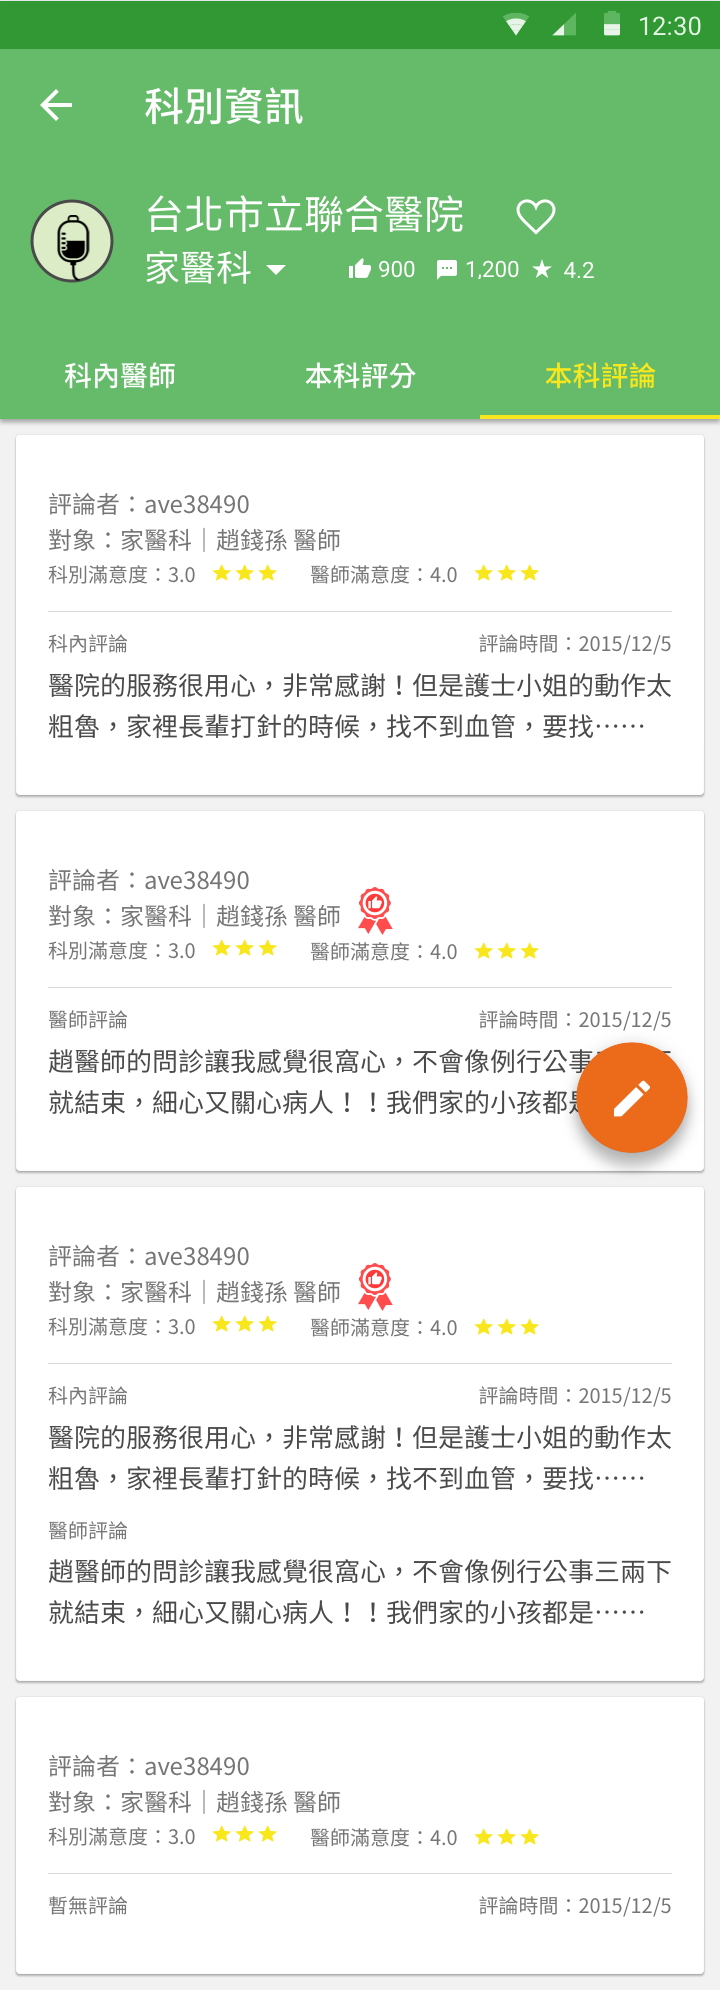 12:30
科別資訊
台北市立聯合醫院
家醫科 900 1,200 4.2
科內醫師 本科評分 本科評論
評論者：ave38490
對象：家醫科｜趙錢孫 醫師
科別滿意度：3.0 醫師滿意度：4.0
科內評論 評論時間：2015/12/5
醫院的服務很用心，非常感謝！但是護士小姐的動作太
粗魯，家裡長輩打針的時候，找不到血管，要找⋯⋯
評論者：ave38490
對象：家醫科｜趙錢孫 醫師
科別滿意度：3.0 醫師滿意度：4.0
醫師評論 評論時間：2015/12/5
趙醫師的問診讓我感覺很窩心，不會像例行公事
就結束，細心又關心病人！！我們家的小孩都
評論者：ave38490
對象：家醫科｜趙錢孫 醫師
科別滿意度：3.0 醫師滿意度：4.0
科內評論 評論時間：2015/12/5
醫院的服務很用心，非常感謝！但是護士小姐的動作太
粗魯，家裡長輩打針的時候，找不到血管，要找⋯⋯
醫師評論
趙醫師的問診讓我感覺很窩心，不會像例行公事三兩下
就結束，細心又關心病人！！我們家的小孩都是⋯⋯
評論者：ave38490
對象：家醫科｜趙錢孫 醫師
科別滿意度：3.0 醫師滿意度：4.0
暫無評論 評論時間：2015/12/5